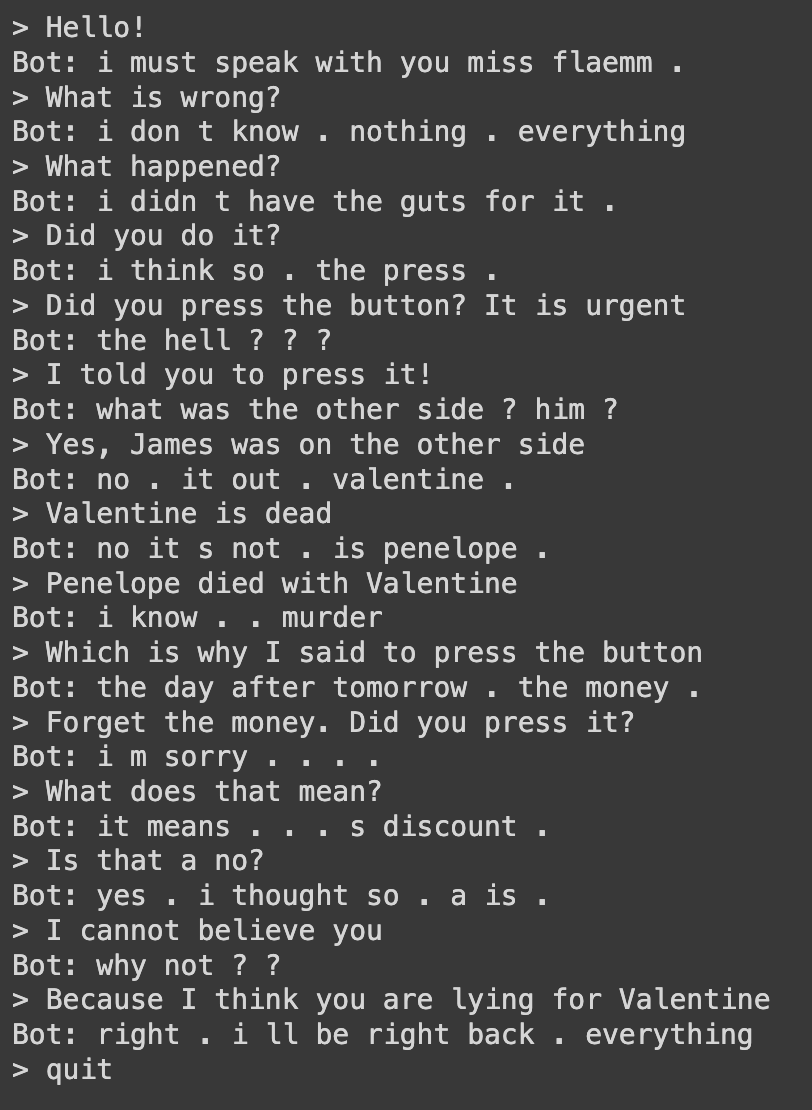 > Hello!
Bot: i must speak with you miss flaemm .
> What is wrong?
Bot: i don t know . nothing . everything
> What happened?
Bot: i didn t have the guts for it .
> Did you do it?
Bot: i think so . the press .
> Did you press the button? It is urgent
Bot: the hell ? ? ?
> I told you to press it!
Bot: what was the other side ? him ?
> Yes, James was on the other side
Bot: no . it out . valentine .
> Valentine is dead
Bot: no it s not . is penelope .
> Penelope died with Valentine
Bot: i know . . murder
> Which is why I said to press the button
Bot: the day after tomorrow . the money .
> Forget the money. Did you press it?
Bot: i m sorry . . . .
> What does that mean?
Bot: it means . . . s discount .
> Is that a no?
Bot: yes . i thought so . a is .
> I cannot believe you
Bot: why not ? ?
> Because I think you are lying for Valentine
Bot: right . i ll be right back . everything
> quit